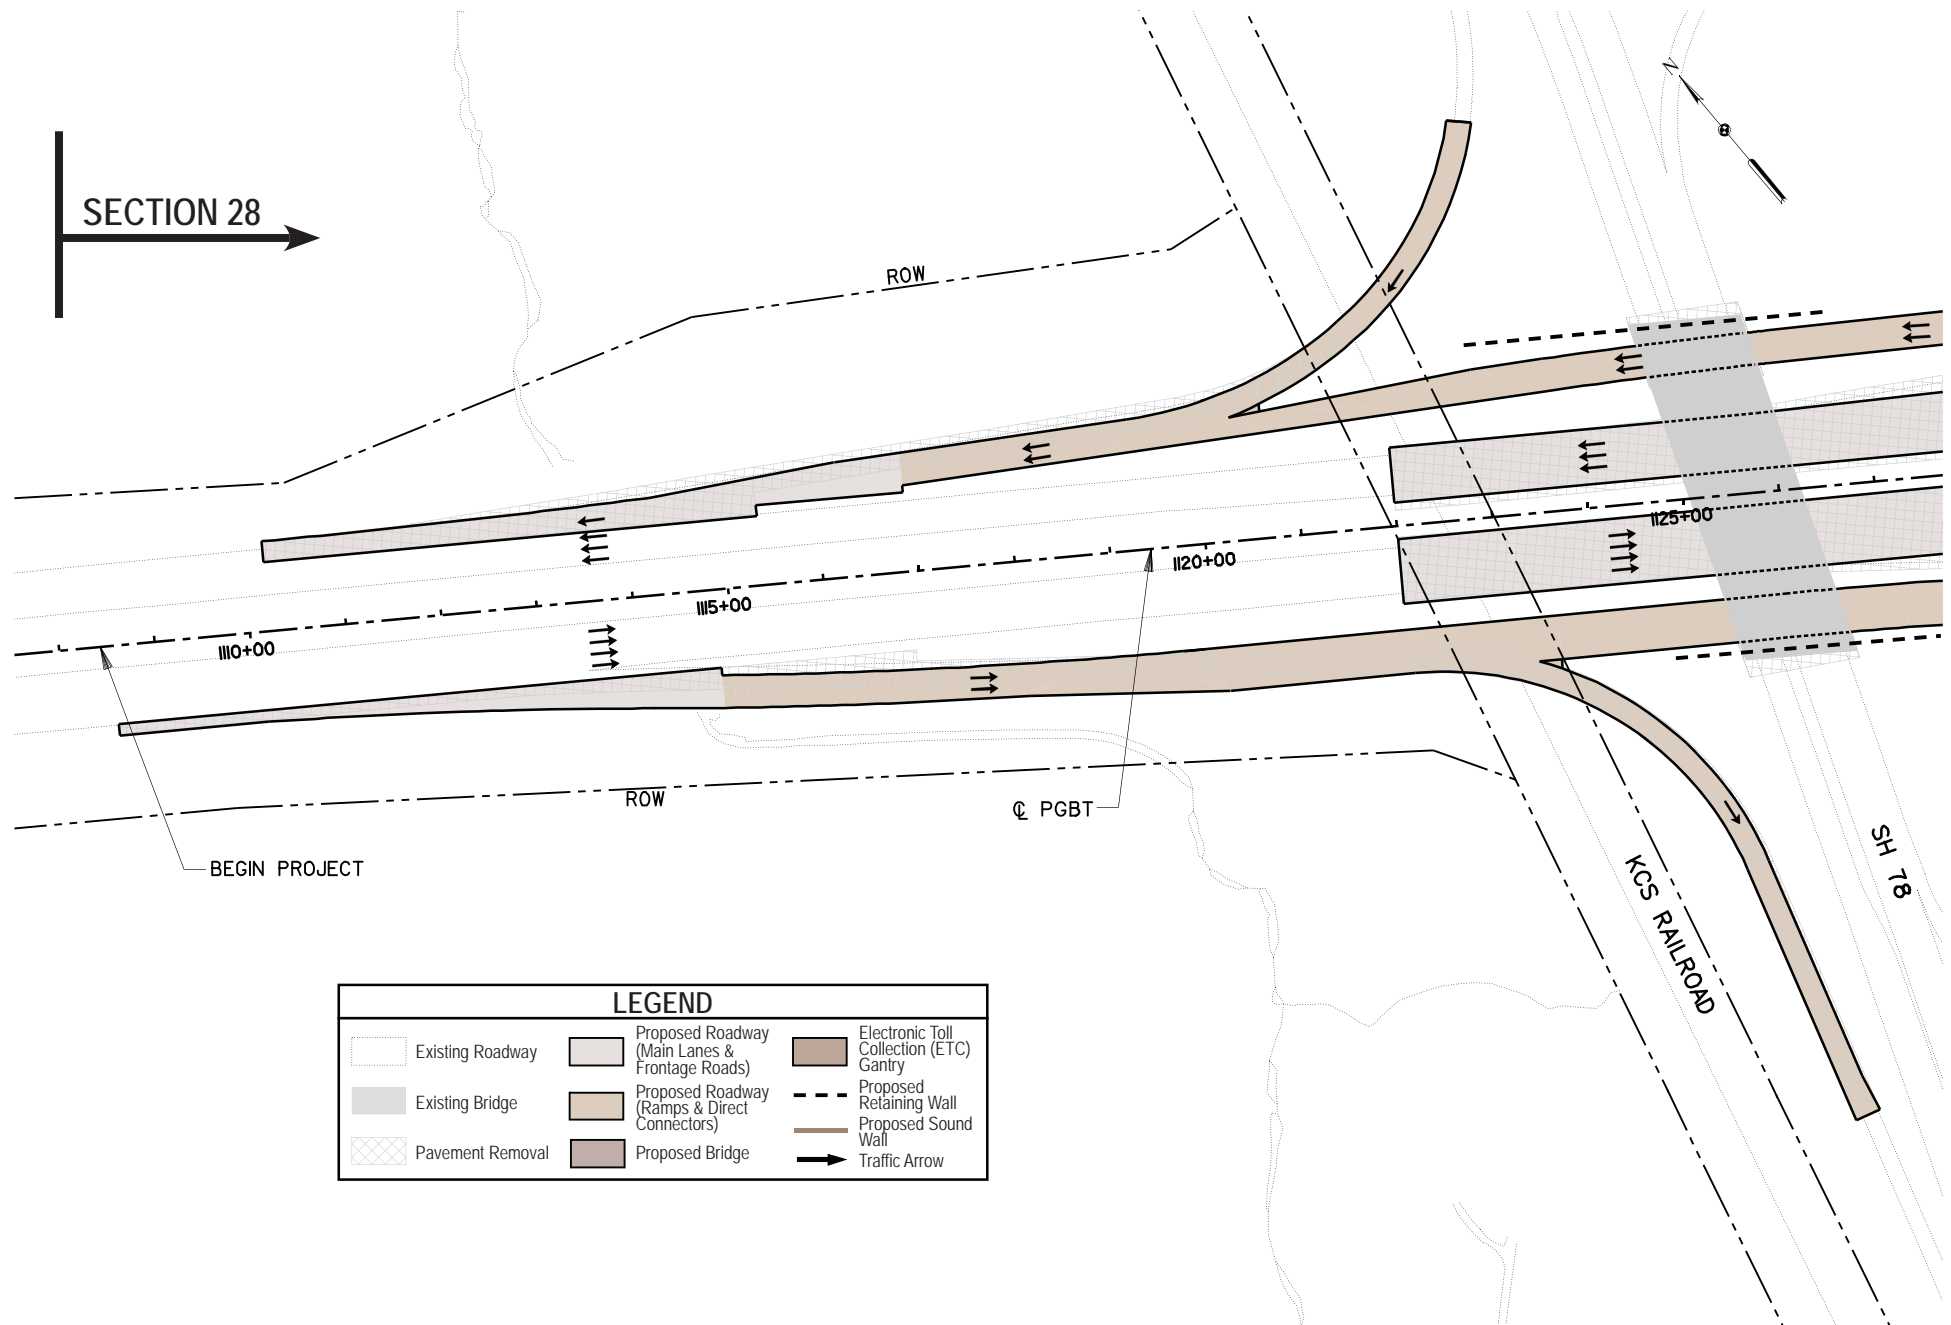 N
SECTION 28
ROW
1125+00
1120+00
1115+00
1110+00
ROW
℄ PGBT
BEGIN PROJECT
SH 78
KCS RAILROAD
LEGEND
Existing Roadway
Existing Bridge
Pavement Removal
Proposed Roadway
(Main Lanes &
Frontage Roads)
Proposed Roadway
(Ramps & Direct
Connectors)
Proposed Bridge
Electronic Toll
Collection (ETC)
Gantry
Proposed
Retaining Wall
Proposed Sound
Wall
Traffic Arrow